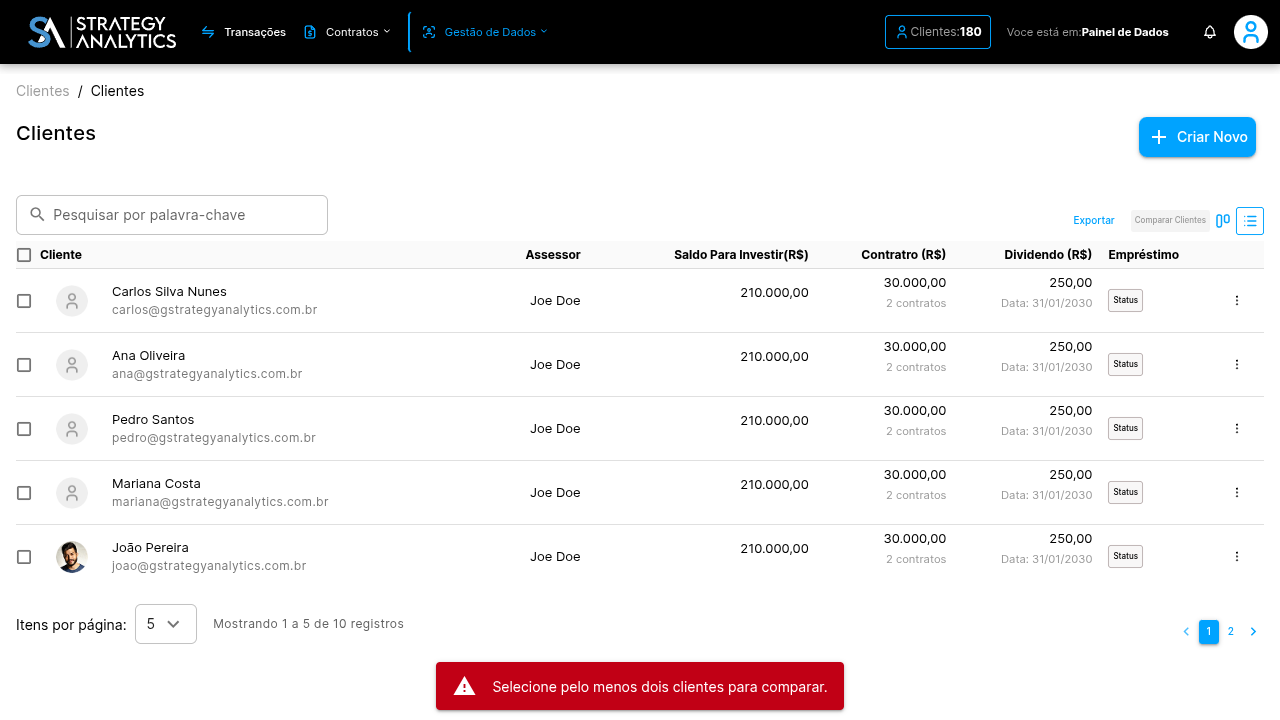 STRATEGY
ANALYTICS
Transações
Contratos
Gestão de Dados
Clientes:180
Voce está em:Painel de Dados
Clientes / Clientes
Clientes
Criar Novo
Pesquisar por palavra-chave
Exportar
Comparar Clientes
Cliente Assessor Saldo Para Investir(R$) Contratro (R$) Dividendo (R$) Empréstimo
Carlos Silva Nunes
carlos@gstrategyanalytics.com.br
Joe Doe
210.000,00
30.000,00
2 contratos
250,00
Data: 31/01/2030
Status
Ana Oliveira
ana@gstrategyanalytics.com.br
Joe Doe
210.000,00
30.000,00
2 contratos
250,00
Data: 31/01/2030
Status
Pedro Santos
pedro@gstrategyanalytics.com.br
Joe Doe
210.000,00
30.000,00
2 contratos
250,00
Data: 31/01/2030
Status
Mariana Costa
mariana@gstrategyanalytics.com.br
Joe Doe
210.000,00
30.000,00
2 contratos
250,00
Data: 31/01/2030
Status
João Pereira
joao@gstrategyanalytics.com.br
Joe Doe
210.000,00
30.000,00
2 contratos
250,00
Data: 31/01/2030
Status
Itens por página: 5 Mostrando 1 a 5 de 10 registros
1 2
Selecione pelo menos dois clientes para comparar.